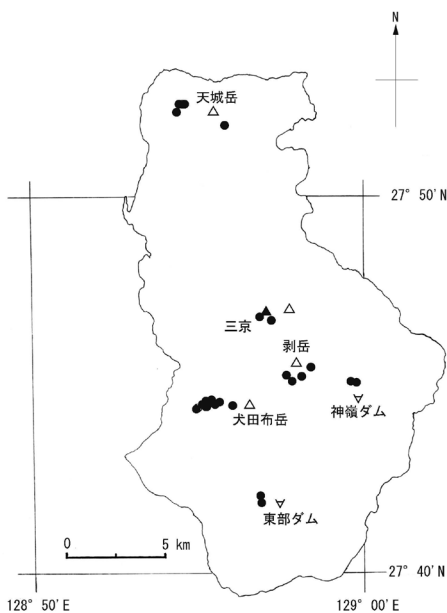 N
天城岳
27° 50'N
三京
剥岳
神嶺ダム
犬田布岳
東部ダム
0 5 km
27° 40'N
128° 50'E 129° 00'E